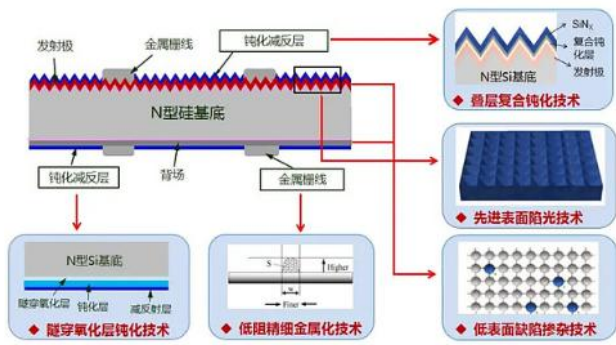 金属栅线
钝化减反层
发射极
N型硅基底
钝化减反层
背场
金属栅线
SiNx
复合钝
化层
发射极
N型Si基底
叠层复合钝化技术
先进表面陷光技术
低表面缺陷掺杂技术
N型Si基底
隧穿氧化层
钝化层
减反射层
隧穿氧化层钝化技术
S
Higher
w
Finer
低阻精细金属化技术